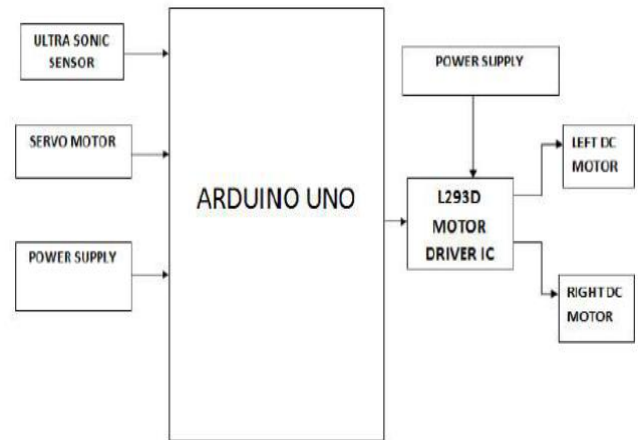 ULTRA SONIC
SENSOR
SERVO MOTOR
POWER SUPPLY
ARDUINO UNO
POWER SUPPLY
L293D
MOTOR
DRIVER IC
LEFT DC
MOTOR
RIGHT DC
MOTOR